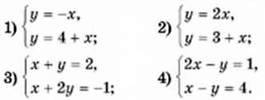 1) { y = –x,    2) { y = 2x,
y = 4 + x;    y = 3 + x;
3) { x + y = 2,    4) { 2x – y = 1,
x + 2y = –1;    x – y = 4.